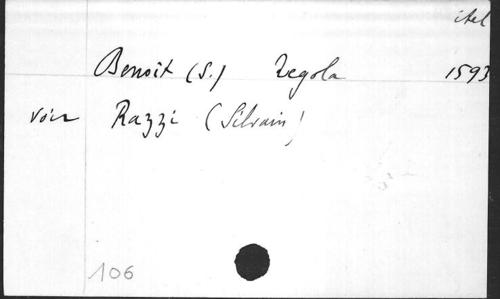 ital
Benoît (S.) Regola 1593
voir Razzi (Silvain)
106